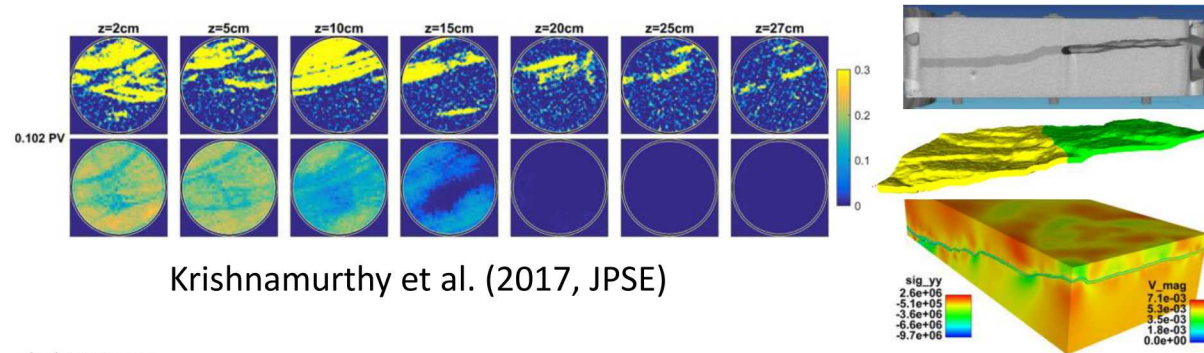 z=2cm z=5cm z=10cm z=15cm z=20cm z=25cm z=27cm
0.3
0.2
0.102 PV
0.1
0
Krishnamurthy et al. (2017, JPSE)
sig_yy
2.6e+06
-5.1e+05
-3.6e+06
-6.6e+06
-9.7e+06
V_mag
7.1e-03
5.3e-03
3.5e-03
1.8e-03
0.0e+00